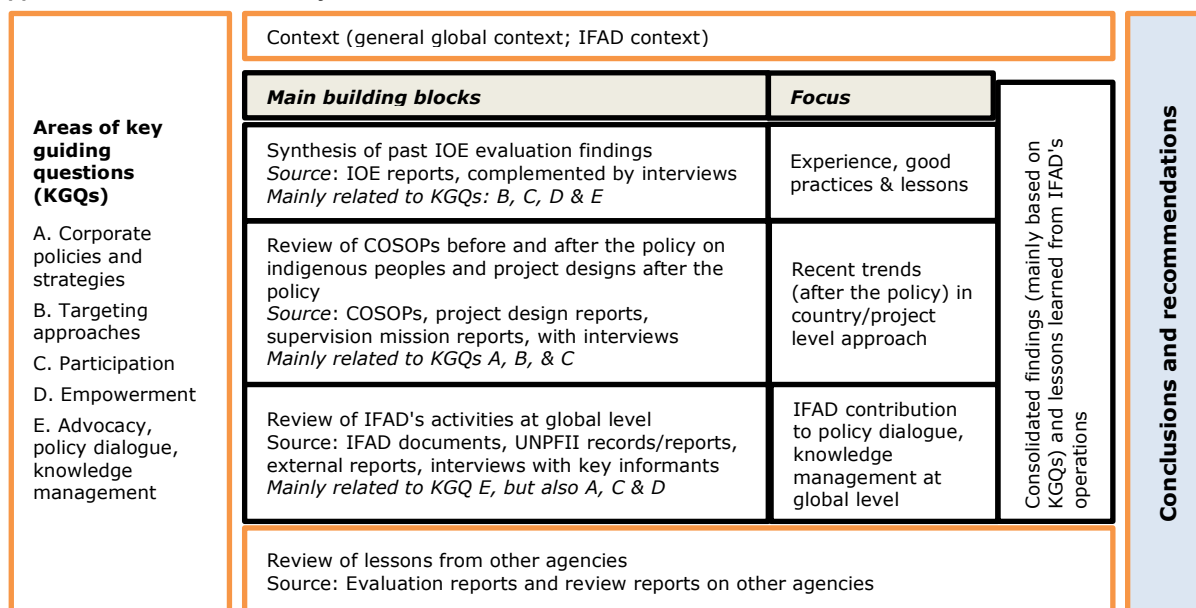 Areas of key
guiding
questions
(KGQs)
A. Corporate
policies and
strategies
B. Targeting
approaches
C. Participation
D. Empowerment
E. Advocacy,
policy dialogue,
knowledge
management
Context (general global context; IFAD context)
Main building blocks
Focus
Synthesis of past IOE evaluation findings
Source: IOE reports, complemented by interviews
Mainly related to KGQs: B, C, D & E
Experience, good
practices & lessons
Review of COSOPs before and after the policy on
indigenous peoples and project designs after the
policy
Source: COSOPs, project design reports,
supervision mission reports, with interviews
Mainly related to KGQs A, B, & C
Recent trends
(after the policy) in
country/project
level approach
Review of IFAD's activities at global level
Source: IFAD documents, UNPFII records/reports,
external reports, interviews with key informants
Mainly related to KGQ E, but also A, C & D
IFAD contribution
to policy dialogue,
knowledge
management at
global level
Consolidated findings (mainly based on
KGQs) and lessons learned from IFAD's
operations
Review of lessons from other agencies
Source: Evaluation reports and review reports on other agencies
Conclusions and recommendations